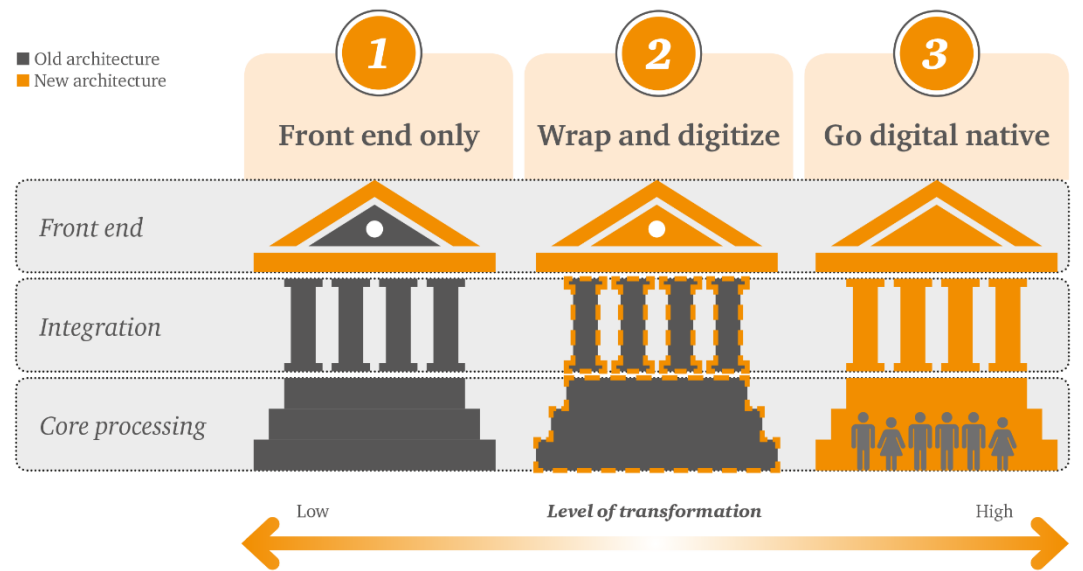 Old architecture
New architecture
1
2
3
Front end only
Wrap and digitize
Go digital native
Front end
Integration
Core processing
Low
Level of transformation
High